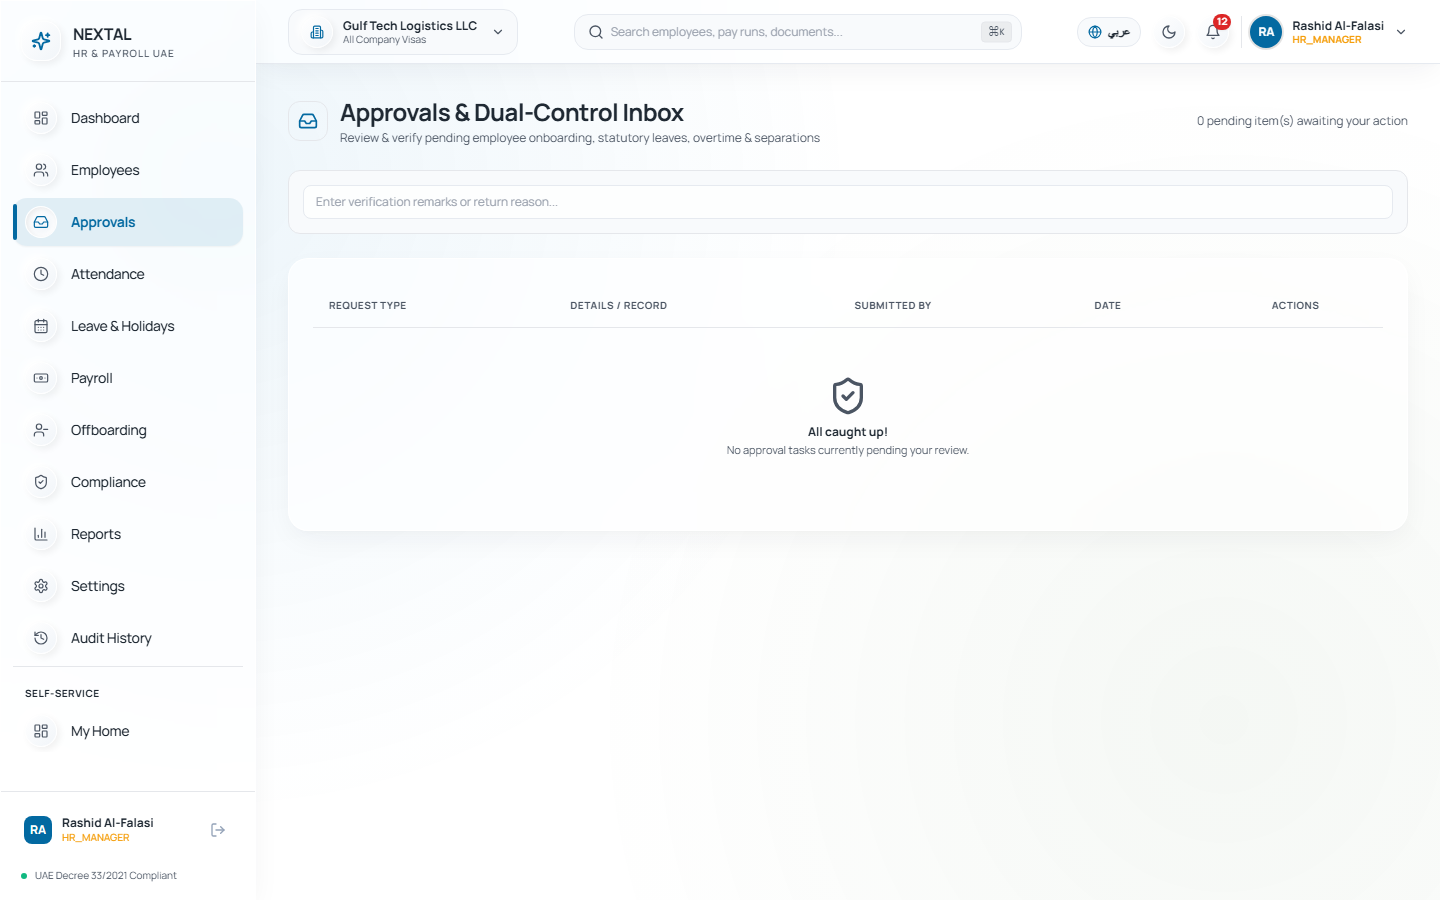 NEXTAL
HR & PAYROLL UAE
Gulf Tech Logistics LLC
All Company Visas
Search employees, pay runs, documents...
⌘K
عربي
12
RA
Rashid Al-Falasi
HR_MANAGER
Dashboard
Employees
Approvals
Attendance
Leave & Holidays
Payroll
Offboarding
Compliance
Reports
Settings
Audit History
SELF-SERVICE
My Home
RA
Rashid Al-Falasi
HR_MANAGER
UAE Decree 33/2021 Compliant
Approvals & Dual-Control Inbox
Review & verify pending employee onboarding, statutory leaves, overtime & separations
0 pending item(s) awaiting your action
Enter verification remarks or return reason...
REQUEST TYPE DETAILS / RECORD SUBMITTED BY DATE ACTIONS
All caught up!
No approval tasks currently pending your review.